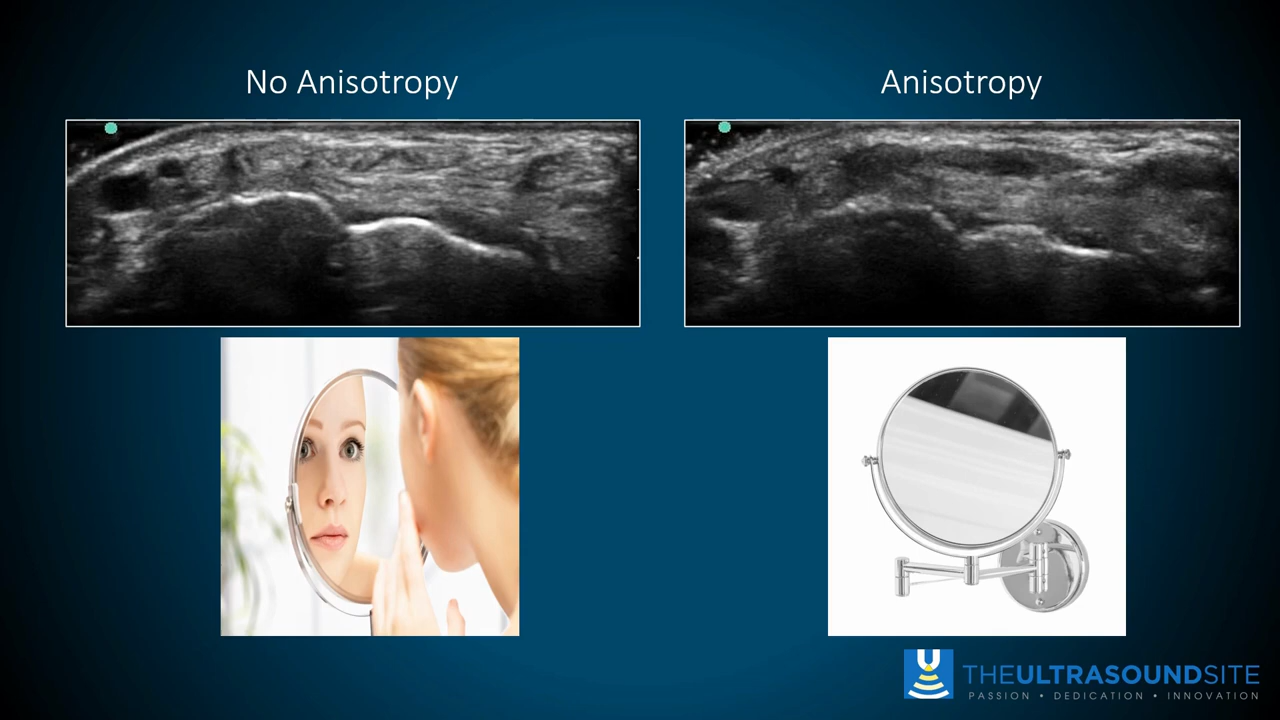 No Anisotropy
Anisotropy
THEULTRASOUNDSITE
PASSION • DEDICATION • INNOVATION